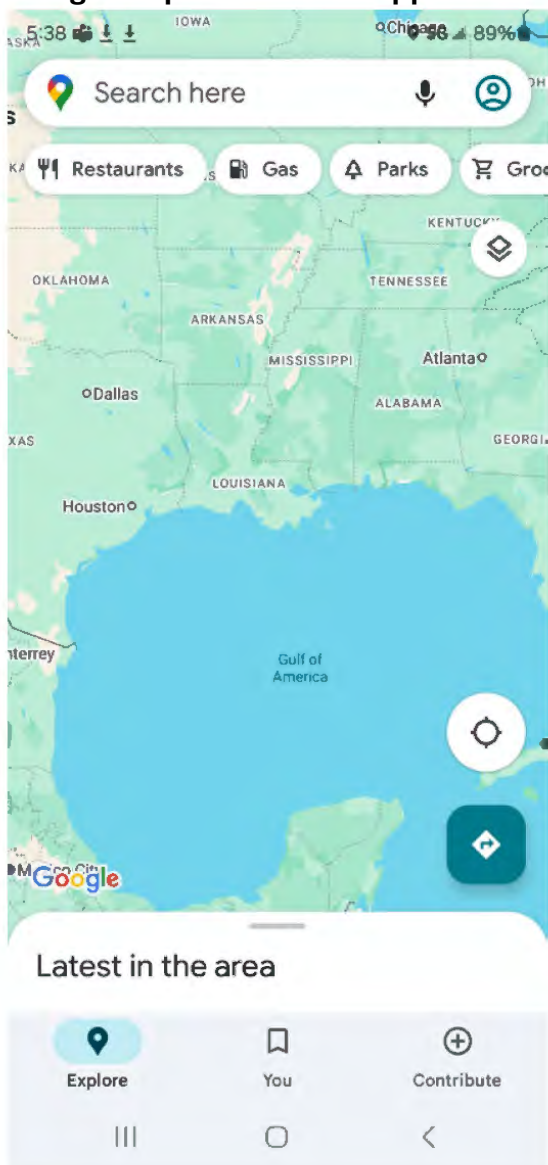 5:38 89%
IOWA
Chicago
Search here
Restaurants
Gas
Parks
KENTUCKY
OKLAHOMA
TENNESSEE
ARKANSAS
MISSISSIPPI
Atlanta
Dallas
ALABAMA
XAS
GEORGI
LOUISIANA
Houston
nterrey
Gulf of
America
Google
Latest in the area
Explore
You
Contribute